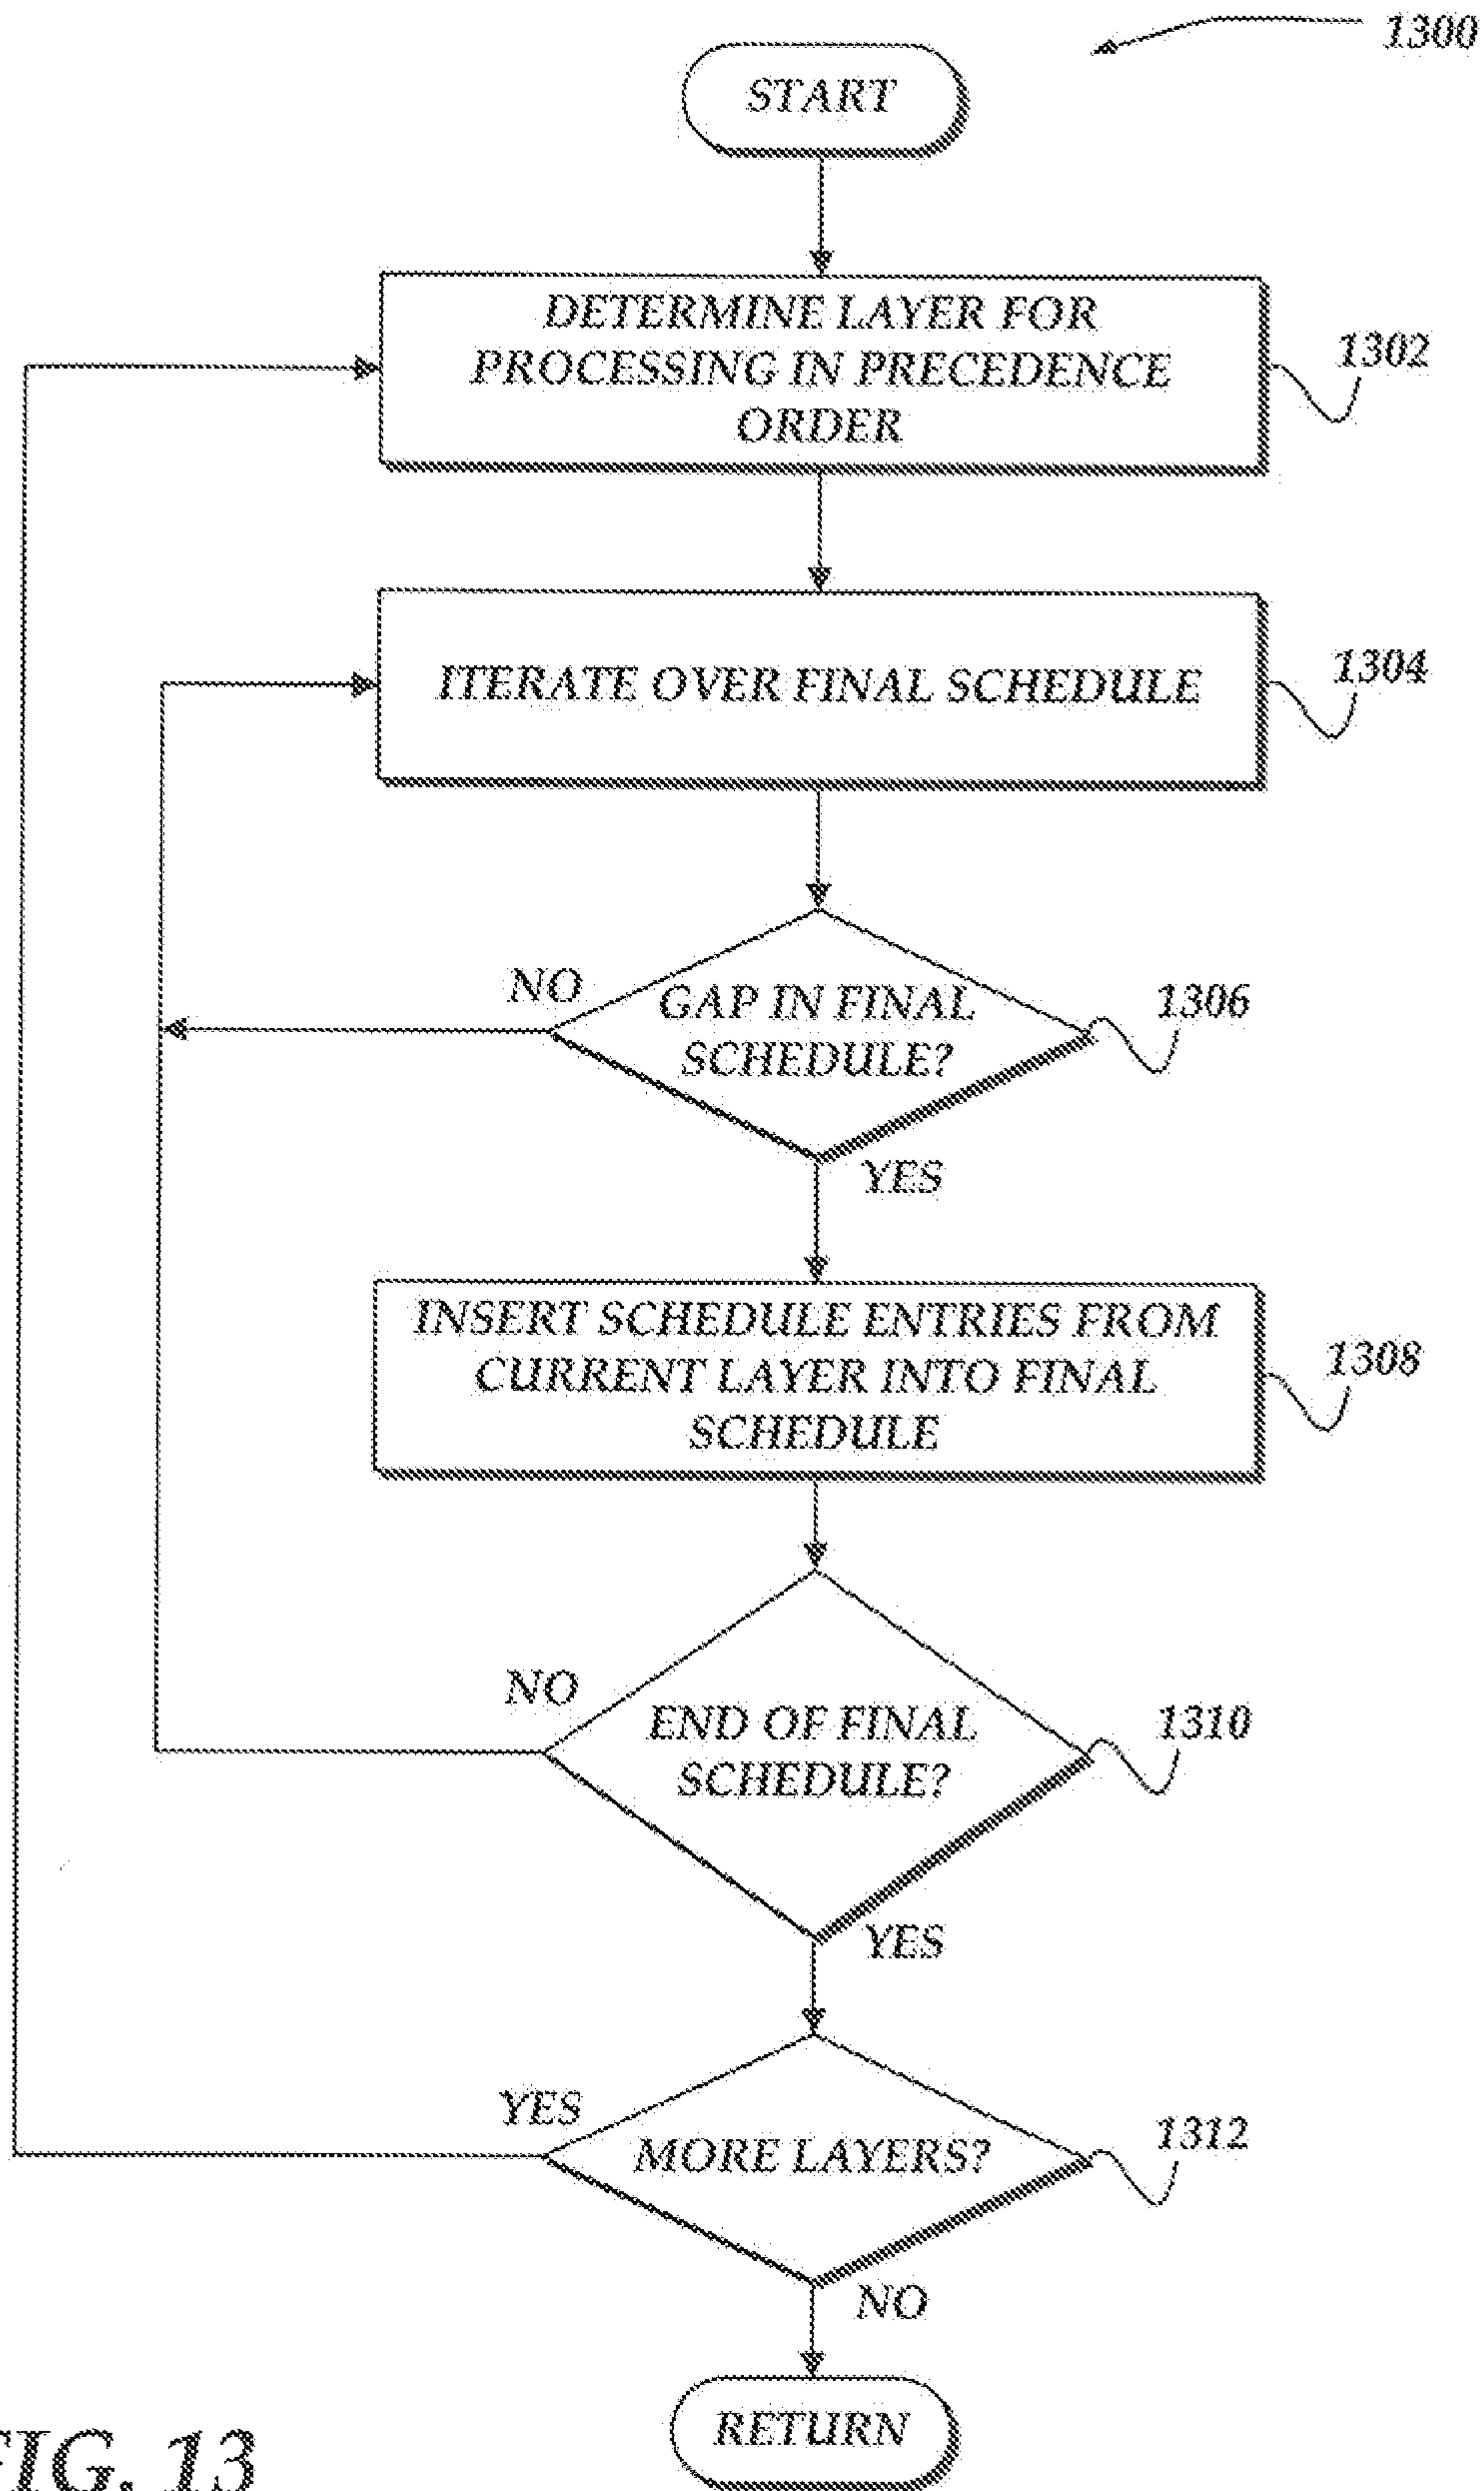 1300
START
DETERMINE LAYER FOR
PROCESSING IN PRECEDENCE
ORDER
1302
ITERATE OVER FINAL SCHEDULE
1304
NO
GAP IN FINAL
SCHEDULE?
1306
YES
INSERT SCHEDULE ENTRIES FROM
CURRENT LAYER INTO FINAL
SCHEDULE
1308
NO
END OF FINAL
SCHEDULE?
1310
YES
YES
MORE LAYERS?
1312
NO
RETURN
FIG. 13